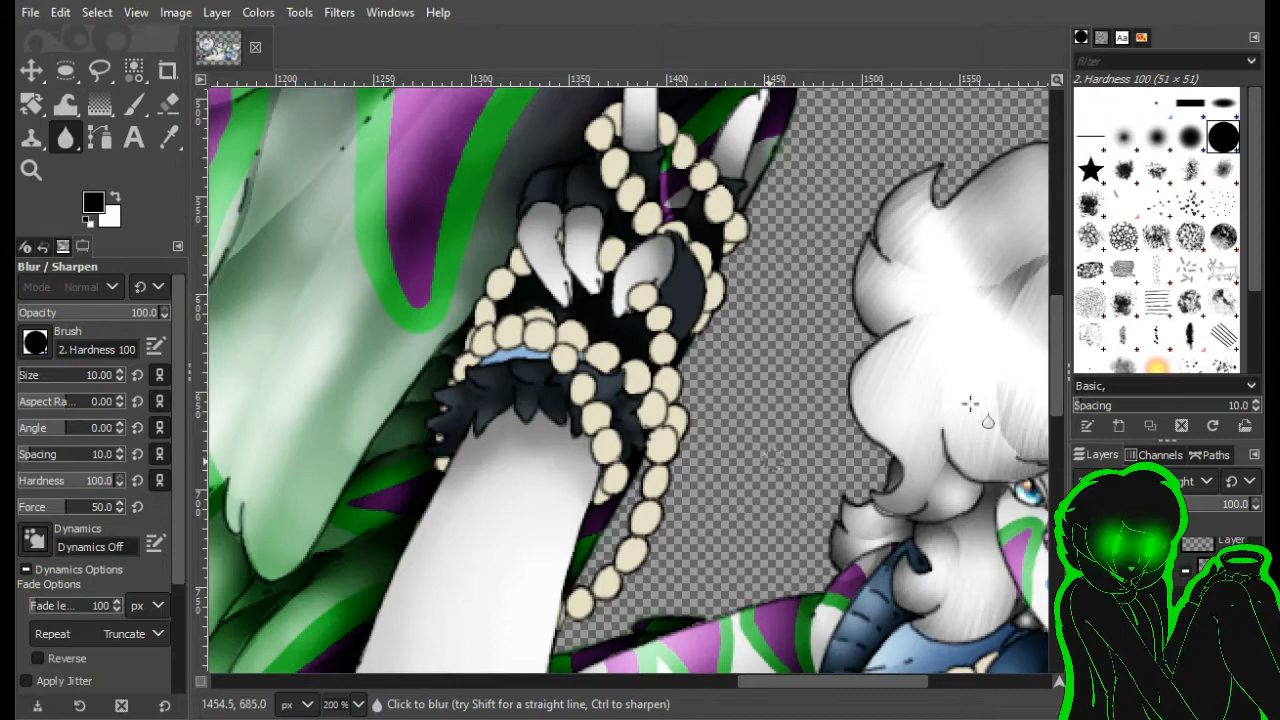 File Edit Select View Image Layer Colors Tools Filters Windows Help
1200 1250 1300 1350 1400 1450 1500 1550
filter
2. Hardness 100 (51 × 51)
Blur / Sharpen
Mode Normal
Opacity 100.0
Brush
2. Hardness 100
Size 10.00
Aspect Ra... 0.00
Angle 0.00
Spacing 10.0
Hardness 100.0
Force 50.0
Dynamics
Dynamics Off
Dynamics Options
Fade Options
Fade le... 100 px
Repeat Truncate
Reverse
Apply Jitter
Basic,
Spacing 10.0
Layers Channels Paths
ght
100.0
Layer
1454.5, 685.0 px 200 % Click to blur (try Shift for a straight line, Ctrl to sharpen)